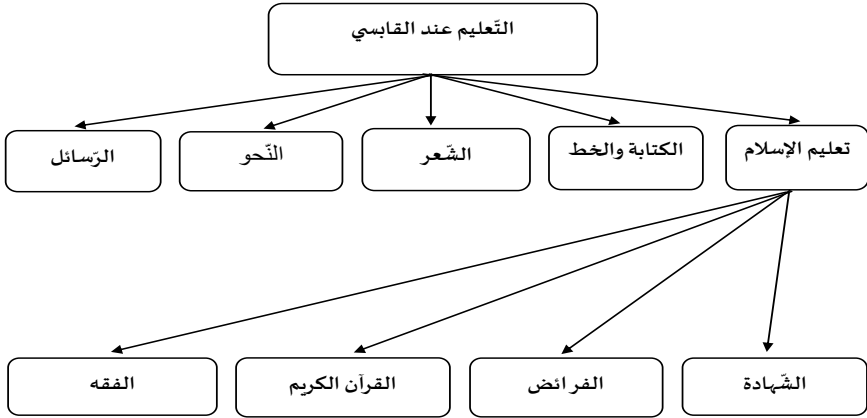 التّعليم عند القابسي
تعليم الإسلام
الكتابة والخط
الشّعر
النّحو
الرّسائل
الشّهادة
الفرائض
القرآن الكريم
الفقه